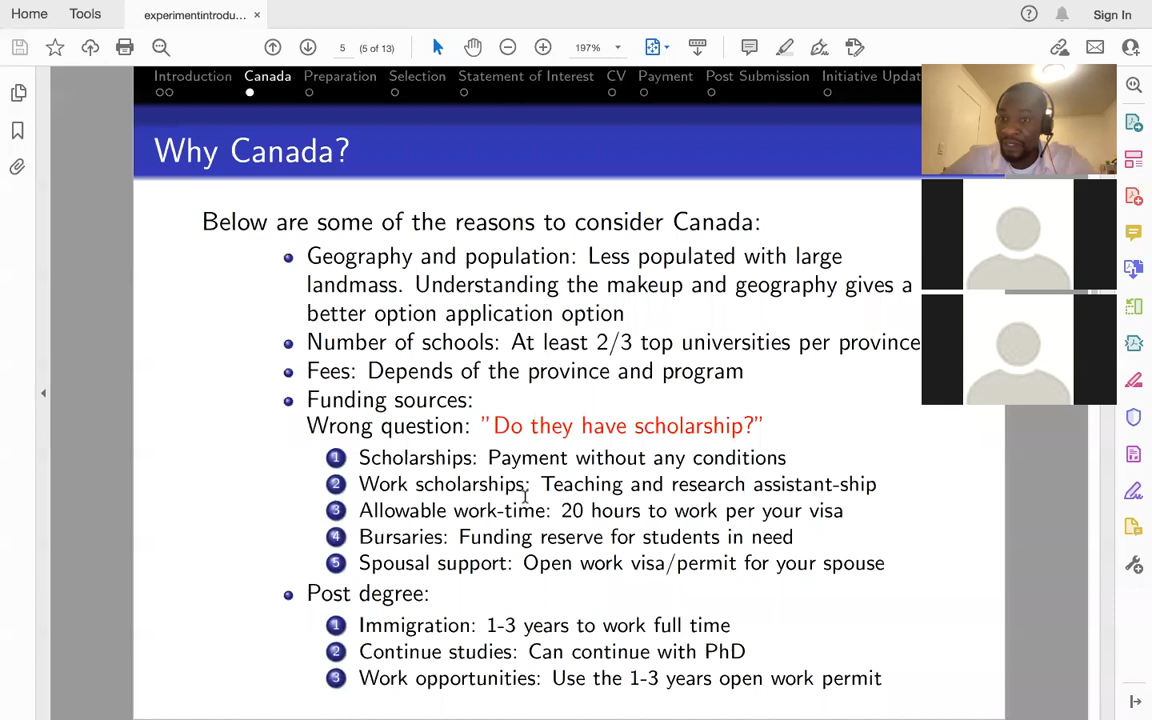 Home Tools experimentintrodu... × Sign In
5 (5 of 13) 197%
Introduction Canada Preparation Selection Statement of Interest CV Payment Post Submission Initiative Updat
Why Canada?
Below are some of the reasons to consider Canada:
Geography and population: Less populated with large
landmass. Understanding the makeup and geography gives a
better option application option
Number of schools: At least 2/3 top universities per province
Fees: Depends of the province and program
Funding sources:
Wrong question: "Do they have scholarship?"
1 Scholarships: Payment without any conditions
2 Work scholarships: Teaching and research assistant-ship
3 Allowable work-time: 20 hours to work per your visa
4 Bursaries: Funding reserve for students in need
5 Spousal support: Open work visa/permit for your spouse
Post degree:
1 Immigration: 1-3 years to work full time
2 Continue studies: Can continue with PhD
3 Work opportunities: Use the 1-3 years open work permit